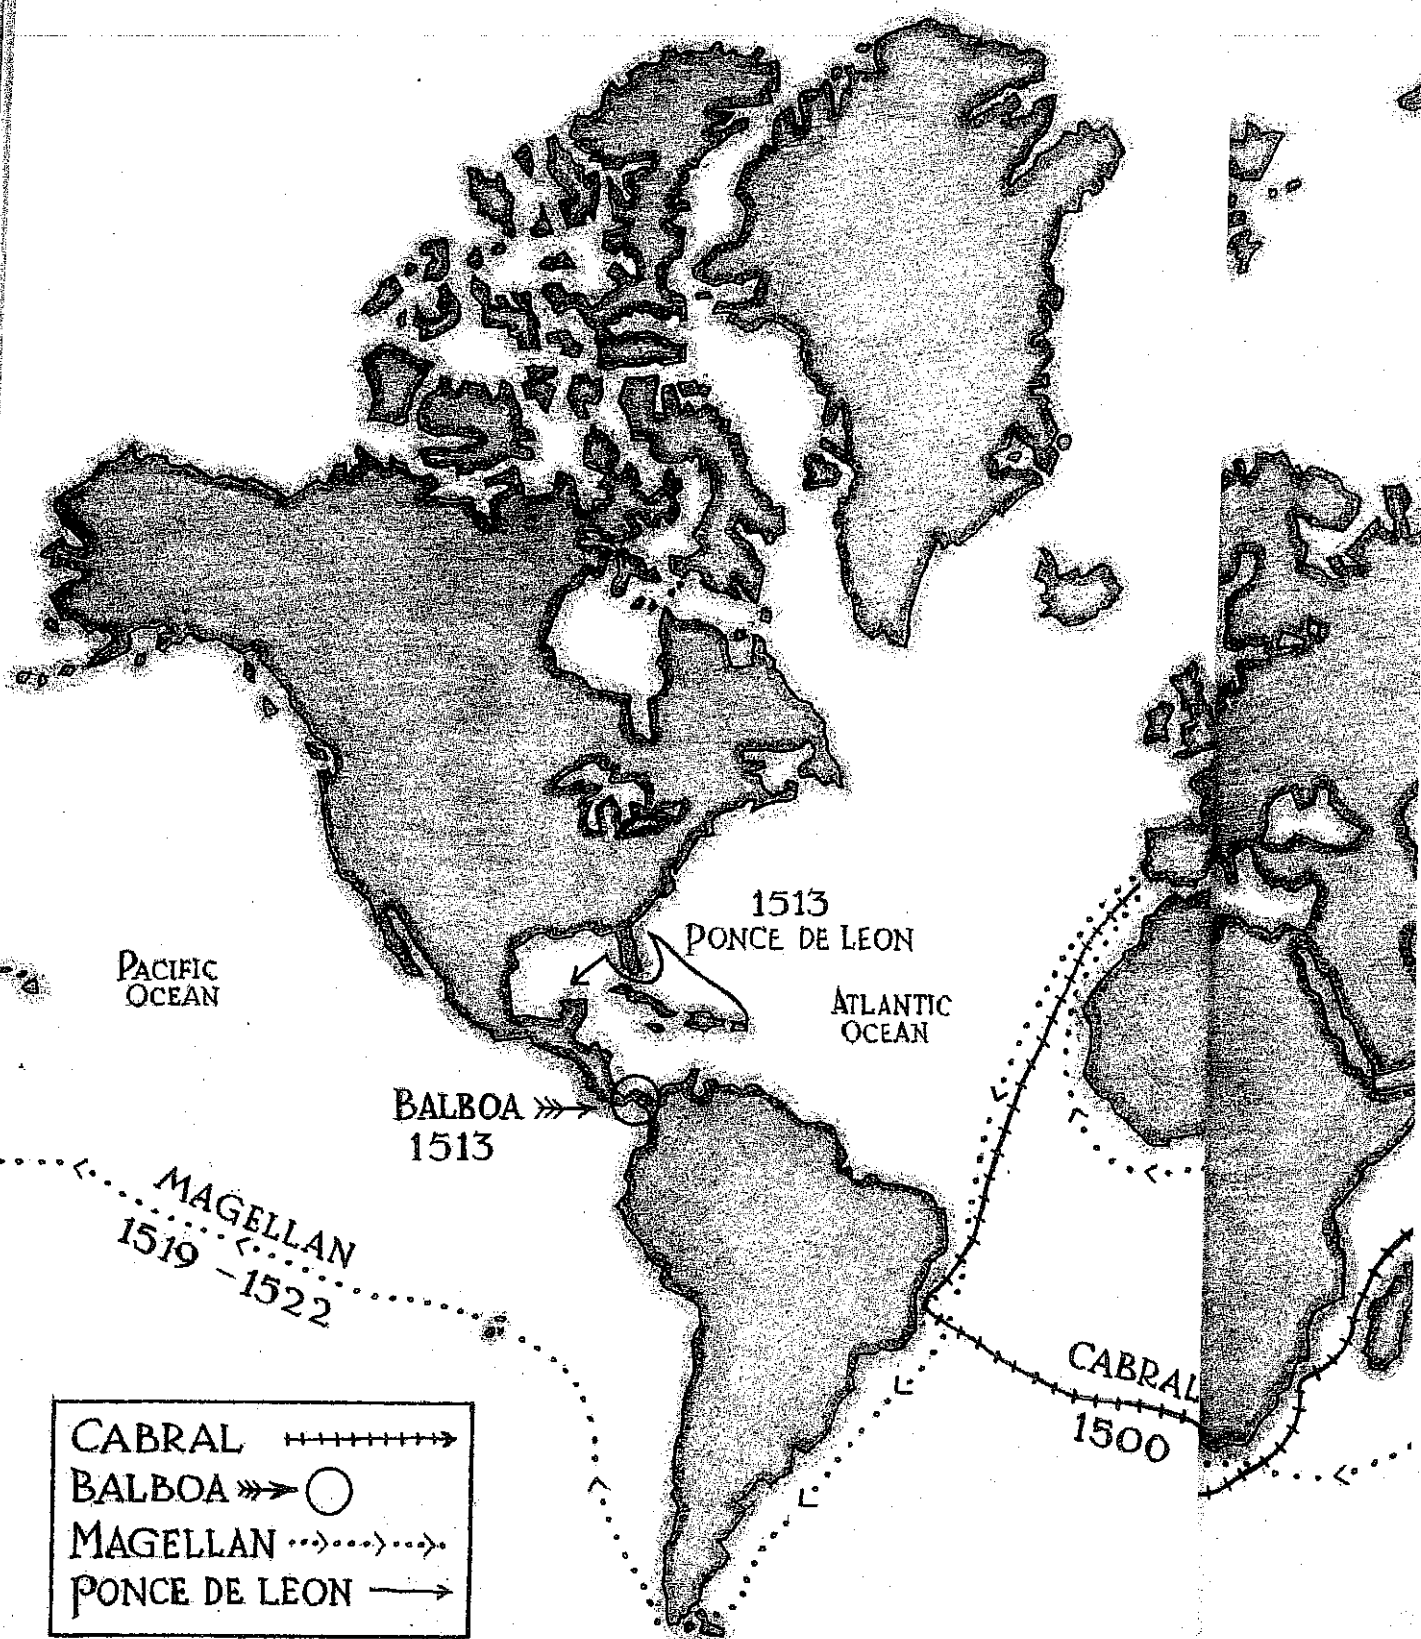 1513
PONCE DE LEON
PACIFIC
OCEAN
ATLANTIC
OCEAN
BALBOA
1513
MAGELLAN
1519 - 1522
CABRAL
1500
CABRAL
BALBOA
MAGELLAN
PONCE DE LEON